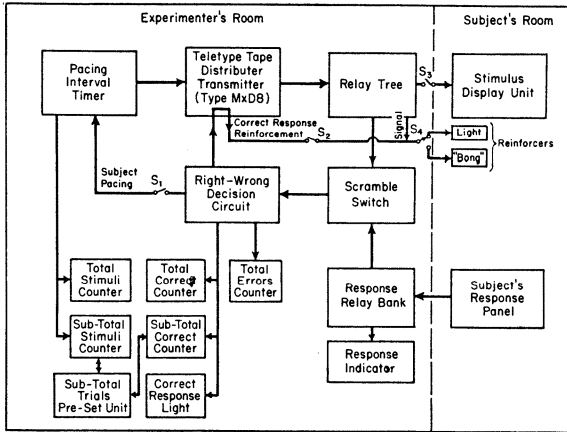 Experimenter's Room
Subject's Room
Pacing
Interval
Timer
Teletype Tape
Distributer
Transmitter
(Type MxD8)
Relay Tree
S3
Stimulus
Display Unit
Correct Response
Reinforcement
S2
Signal
S4
Light
"Bong"
Reinforcers
Subject
Pacing
S1
Right-Wrong
Decision
Circuit
Scramble
Switch
Total
Stimuli
Counter
Total
Correct
Counter
Total
Errors
Counter
Response
Relay Bank
Subject's
Response
Panel
Sub-Total
Stimuli
Counter
Sub-Total
Correct
Counter
Response
Indicator
Sub-Total
Trials
Pre-Set Unit
Correct
Response
Light